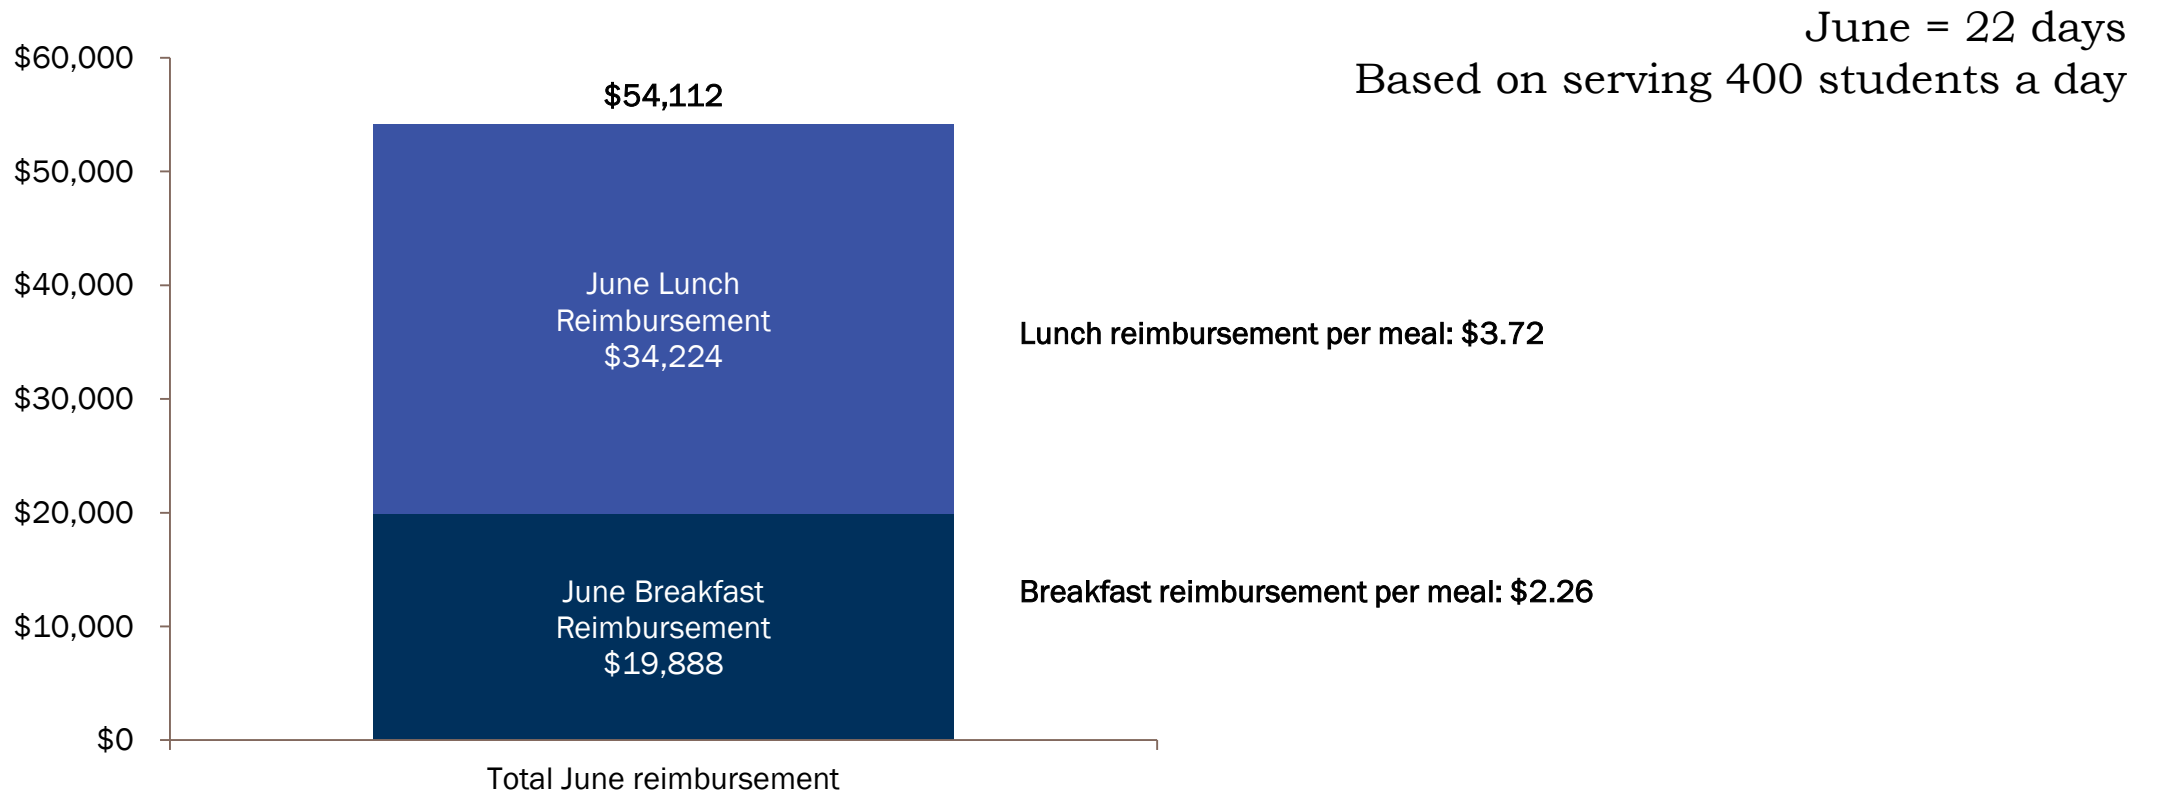 June = 22 days
Based on serving 400 students a day
$60,000
$50,000
$40,000
$30,000
$20,000
$10,000
$0
$54,112
June Lunch
Reimbursement
$34,224
Lunch reimbursement per meal: $3.72
June Breakfast
Reimbursement
$19,888
Breakfast reimbursement per meal: $2.26
Total June reimbursement